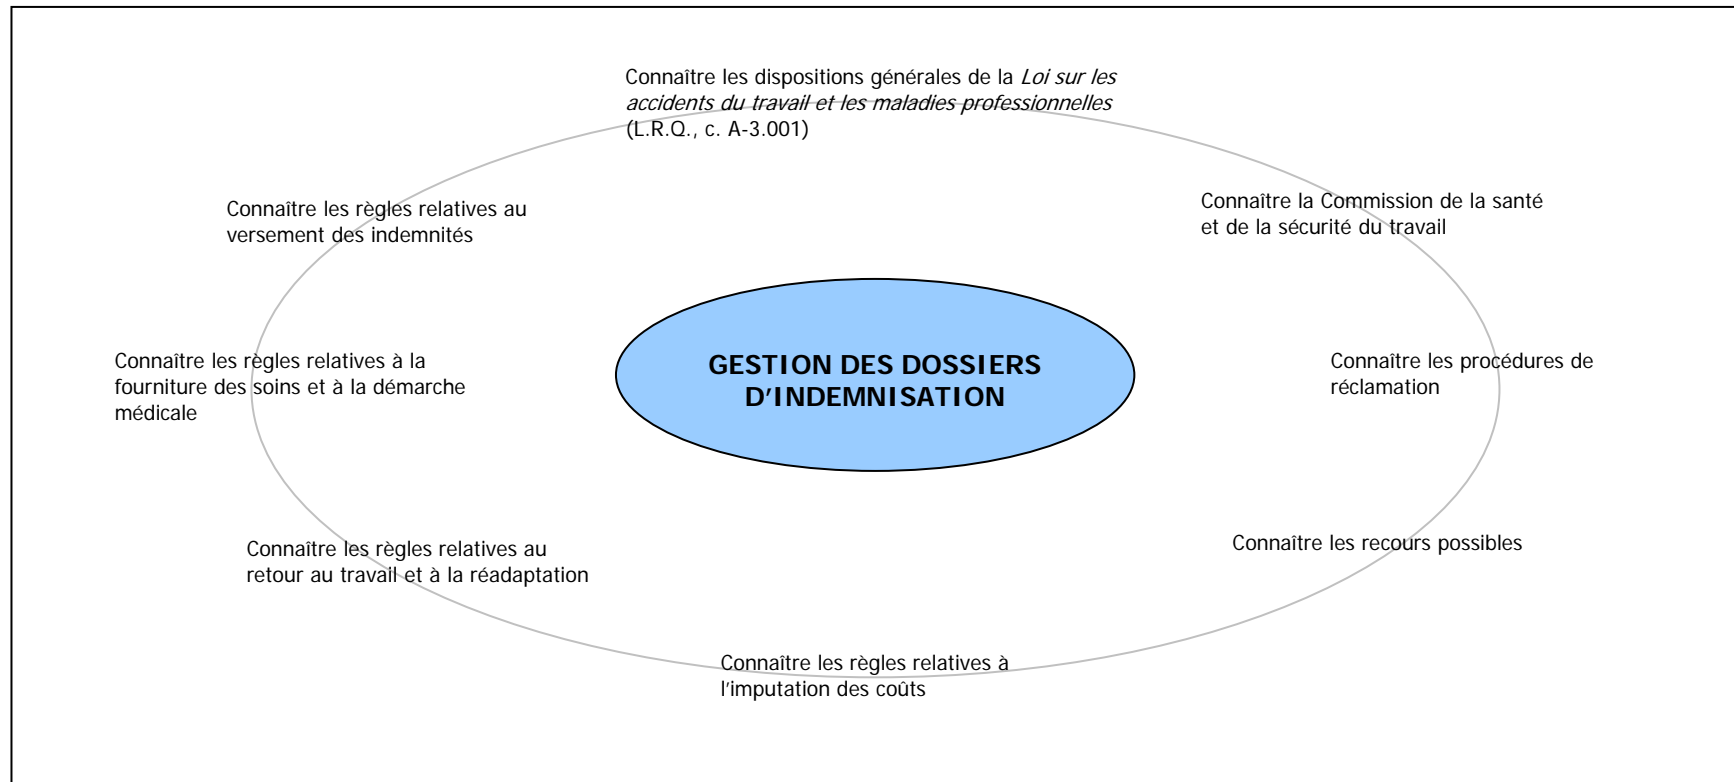 Connaître les dispositions générales de la Loi sur les
accidents du travail et les maladies professionnelles
(L.R.Q., c. A-3.001)
Connaître la Commission de la santé
et de la sécurité du travail
Connaître les règles relatives au
versement des indemnités
GESTION DES DOSSIERS
D'INDEMNISATION
Connaître les procédures de
réclamation
Connaître les règles relatives à la
fourniture des soins et à la démarche
médicale
Connaître les recours possibles
Connaître les règles relatives au
retour au travail et à la réadaptation
Connaître les règles relatives à
l'imputation des coûts